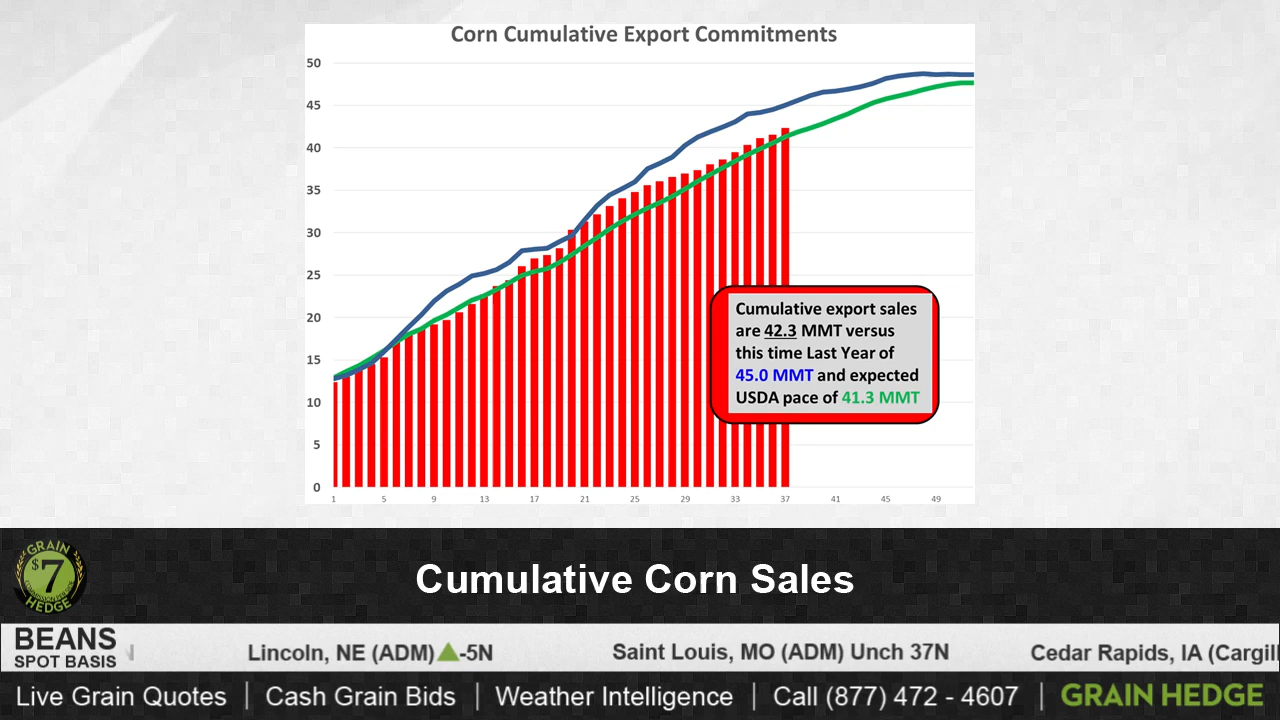 Corn Cumulative Export Commitments
50
45
40
35
30
25
20
15
10
5
0
1 5 9 13 17 21 25 29 33 37 41 45 49
Cumulative export sales
are 42.3 MMT versus
this time Last Year of
45.0 MMT and expected
USDA pace of 41.3 MMT
GRAIN
$7
HEDGE
Cumulative Corn Sales
BEANS
SPOT BASIS
Lincoln, NE (ADM) -5N Saint Louis, MO (ADM) Unch 37N Cedar Rapids, IA (Cargil
Live Grain Quotes | Cash Grain Bids | Weather Intelligence | Call (877) 472 - 4607 | GRAIN HEDGE